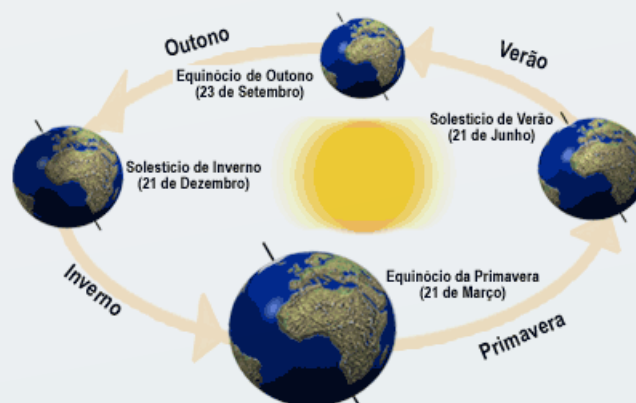 Outono
Verão
Equinócio de Outono
(23 de Setembro)
Solestício de Verão
(21 de Junho)
Solestício de Inverno
(21 de Dezembro)
Inverno
Equinócio da Primavera
(21 de Março)
Primavera